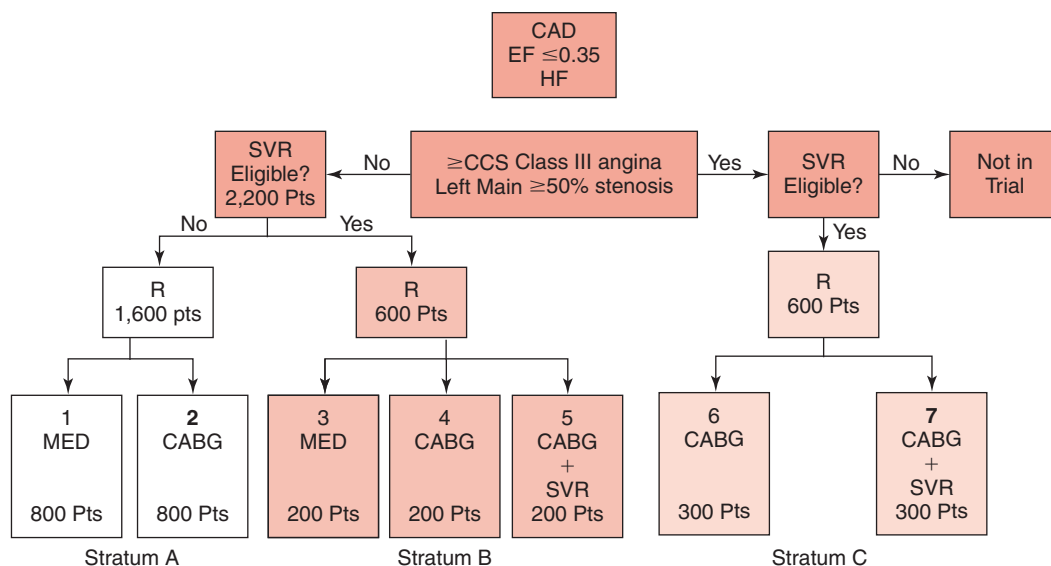 CAD
EF ≤0.35
HF
SVR
Eligible?
2,200 Pts
No
≥CCS Class III angina
Left Main ≥50% stenosis
Yes
SVR
Eligible?
No
Not in
Trial
No
Yes
Yes
R
1,600 pts
R
600 Pts
R
600 Pts
1
MED
800 Pts
2
CABG
800 Pts
3
MED
200 Pts
4
CABG
200 Pts
5
CABG
+
SVR
200 Pts
6
CABG
300 Pts
7
CABG
+
SVR
300 Pts
Stratum A
Stratum B
Stratum C